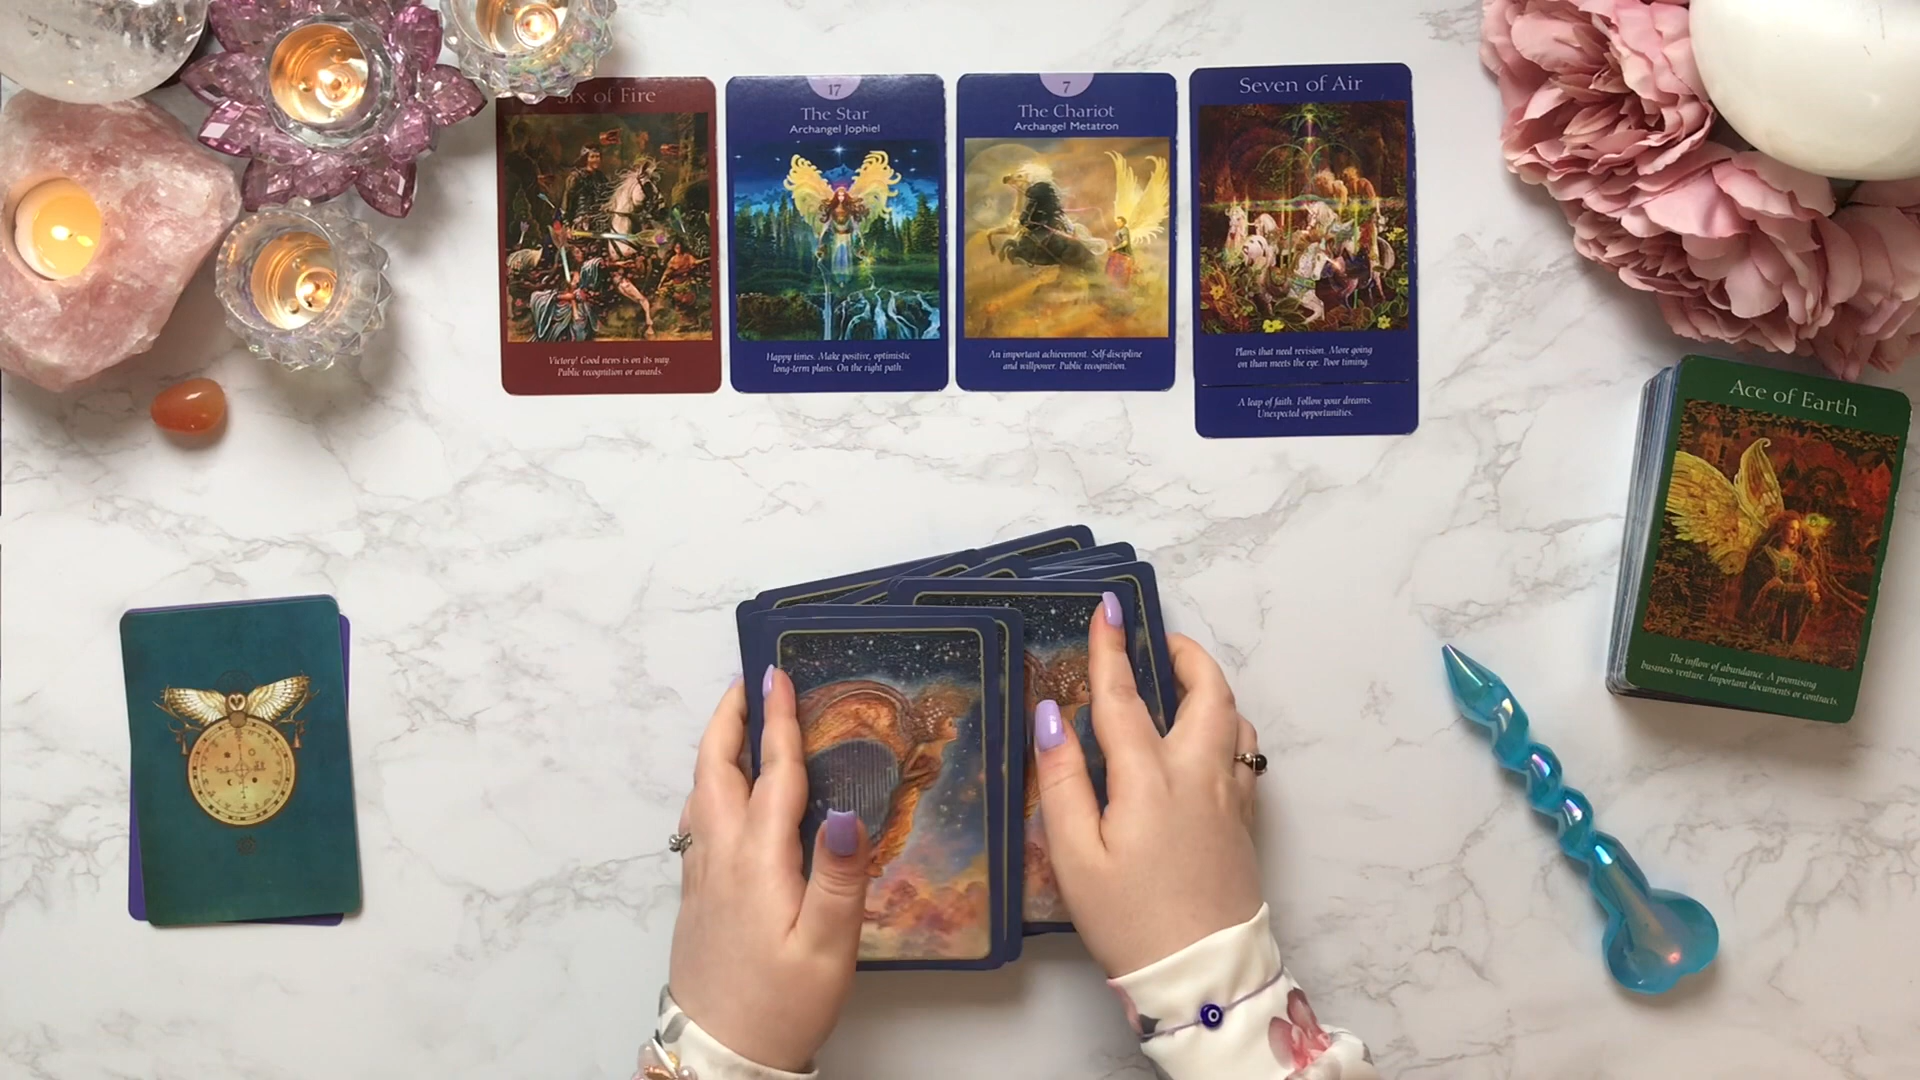 Six of Fire
Victory! Good news is on its way.
Public recognition or awards.
17
The Star
Archangel Jophiel
Happy times. Make positive, optimistic
long-term plans. On the right path.
7
The Chariot
Archangel Metatron
An important achievement. Self-discipline
and willpower. Public recognition.
Seven of Air
Plans that need revision. More going
on than meets the eye. Poor timing.
A leap of faith. Follow your dreams.
Unexpected opportunities.
Ace of Earth
The inflow of abundance. A promising
business venture. Important documents or contracts.